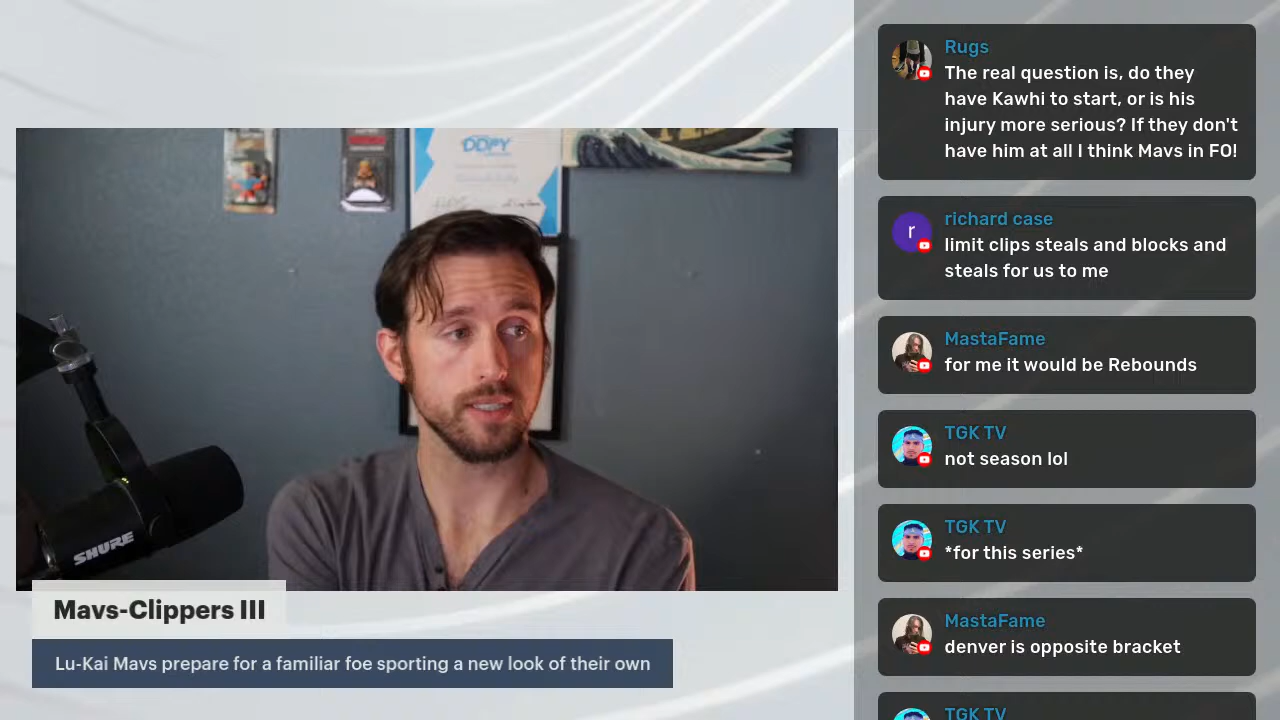 DDFY
SHURE
Mavs-Clippers III
Lu-Kai Mavs prepare for a familiar foe sporting a new look of their own
Rugs
The real question is, do they
have Kawhi to start, or is his
injury more serious? If they don't
have him at all I think Mavs in FO!
r
richard case
limit clips steals and blocks and
steals for us to me
MastaFame
for me it would be Rebounds
TGK TV
not season lol
TGK TV
*for this series*
MastaFame
denver is opposite bracket
TGK TV